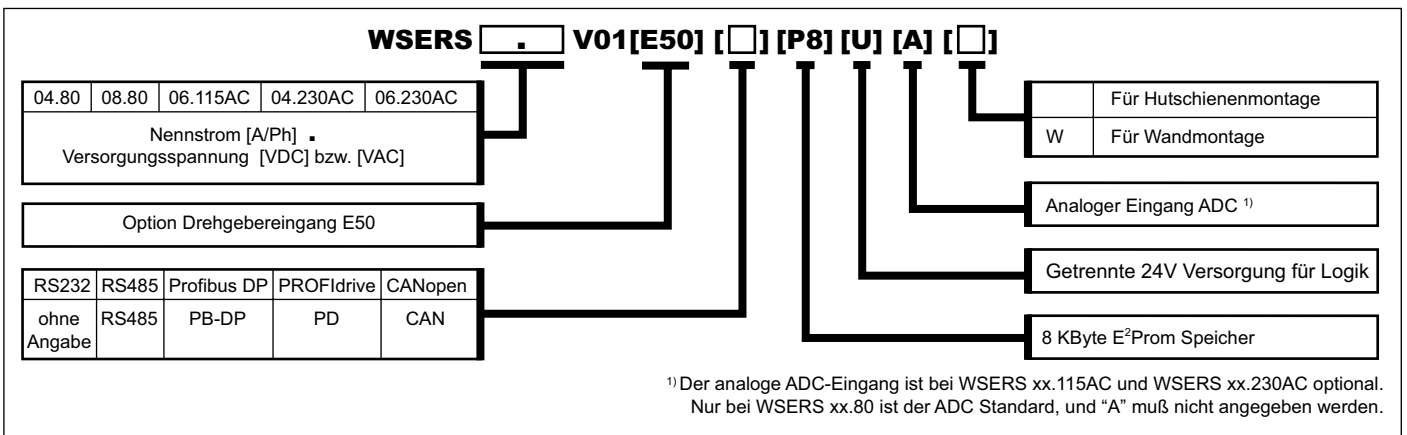 WSERS . V01[E50] [□] [P8] [U] [A] [□]
04.80 08.80 06.115AC 04.230AC 06.230AC
Nennstrom [A/Ph] .
Versorgungsspannung [VDC] bzw. [VAC]
Option Drehgebereingang E50
RS232 RS485 Profibus DP PROFIdrive CANopen
ohne Angabe RS485 PB-DP PD CAN
Für Hutschienenmontage
W Für Wandmontage
Analoger Eingang ADC 1)
Getrennte 24V Versorgung für Logik
8 KByte E²Prom Speicher
1) Der analoge ADC-Eingang ist bei WSERS xx.115AC und WSERS xx.230AC optional.
Nur bei WSERS xx.80 ist der ADC Standard, und “A” muß nicht angegeben werden.